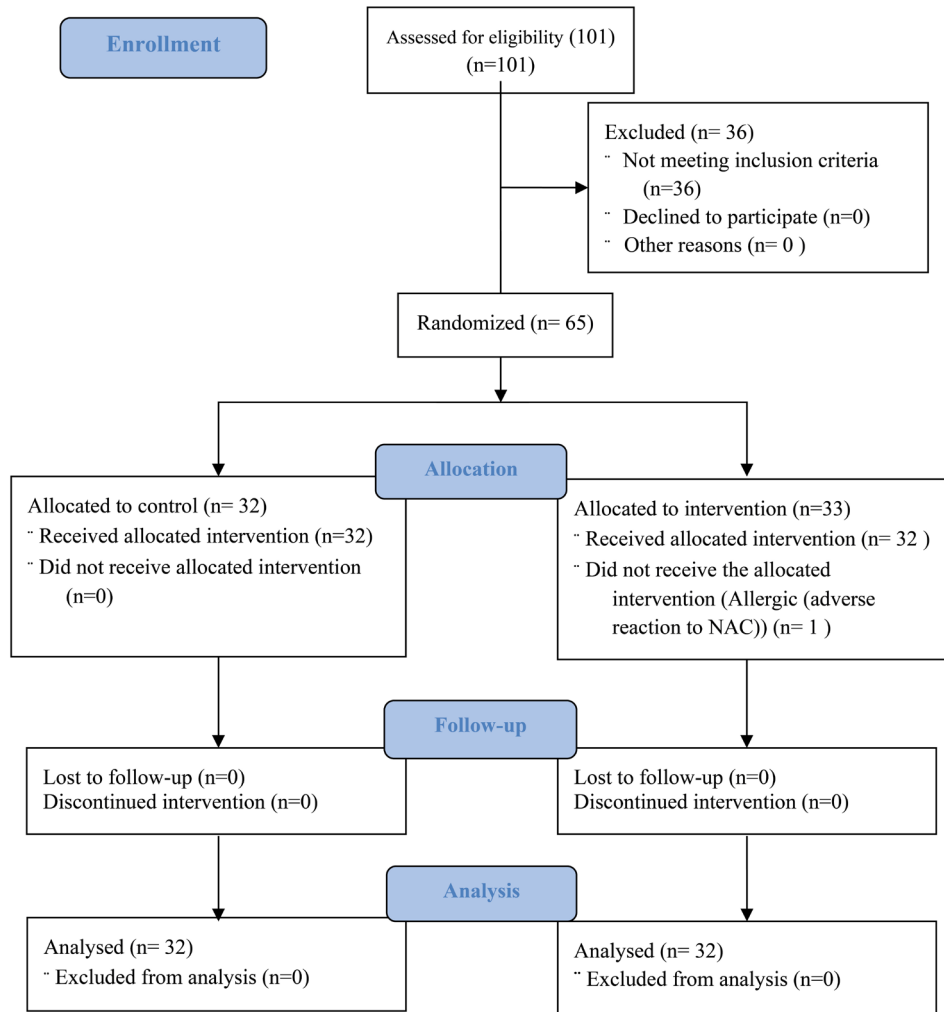 Enrollment
Assessed for eligibility (101)
(n=101)
Excluded (n= 36)
¨ Not meeting inclusion criteria
(n=36)
¨ Declined to participate (n=0)
¨ Other reasons (n= 0 )
Randomized (n= 65)
Allocation
Allocated to control (n= 32)
¨ Received allocated intervention (n=32)
¨ Did not receive allocated intervention
(n=0)
Allocated to intervention (n=33)
¨ Received allocated intervention (n= 32 )
¨ Did not receive the allocated
intervention (Allergic (adverse
reaction to NAC)) (n= 1 )
Follow-up
Lost to follow-up (n=0)
Discontinued intervention (n=0)
Lost to follow-up (n=0)
Discontinued intervention (n=0)
Analysis
Analysed (n= 32)
¨ Excluded from analysis (n=0)
Analysed (n= 32)
¨ Excluded from analysis (n=0)